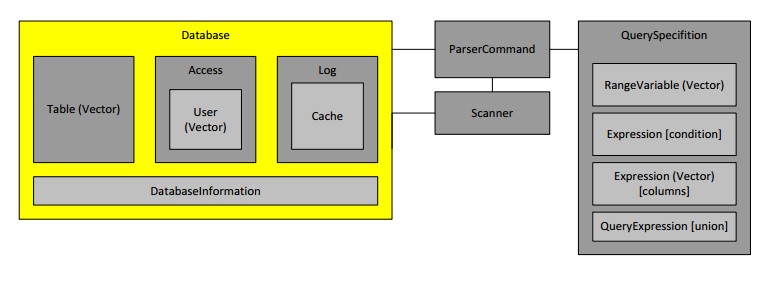 Database
Table (Vector)
Access
User
(Vector)
Log
Cache
DatabaseInformation
ParserCommand
Scanner
QuerySpecifition
RangeVariable (Vector)
Expression [condition]
Expression (Vector)
[columns]
QueryExpression [union]